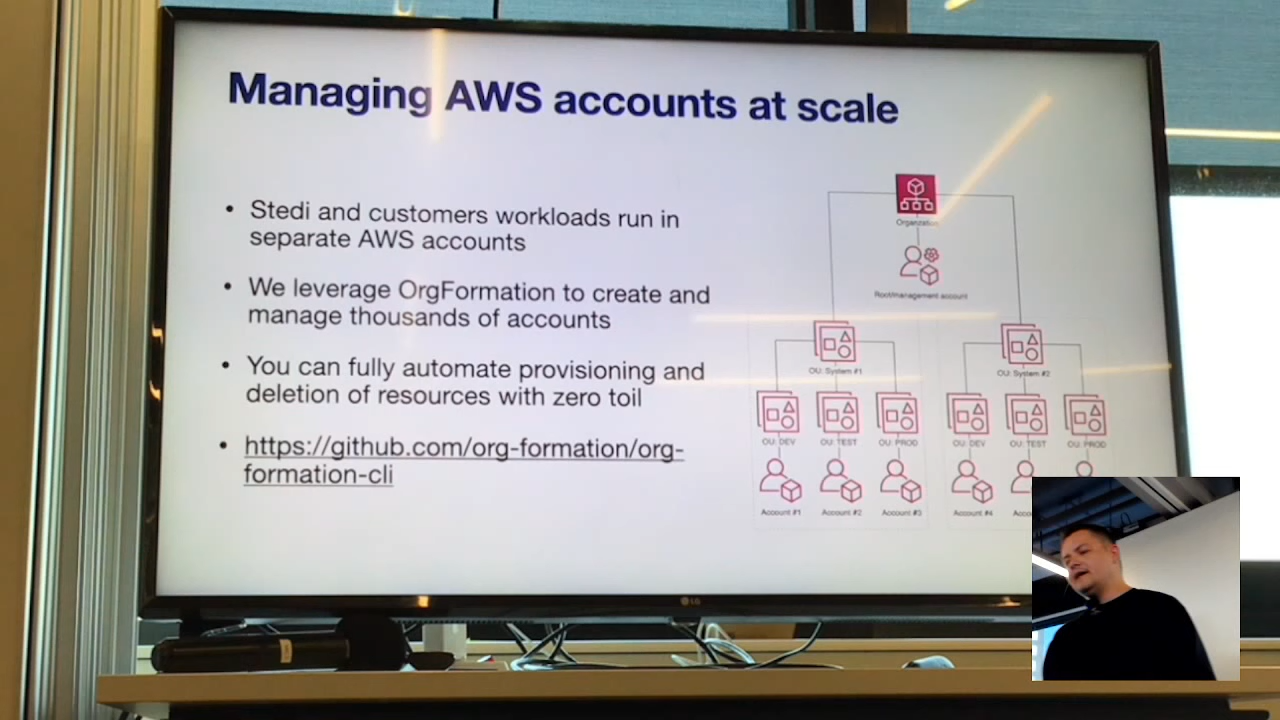 Managing AWS accounts at scale
• Stedi and customers workloads run in
separate AWS accounts
• We leverage OrgFormation to create and
manage thousands of accounts
• You can fully automate provisioning and
deletion of resources with zero toil
• https://github.com/org-formation/org-
formation-cli
Organization
Root/management account
OU: System #1
OU: System #2
OU: DEV
OU: TEST
OU: PROD
OU: DEV
OU: TEST
OU: PROD
Account #1
Account #2
Account #3
Account #4
LG